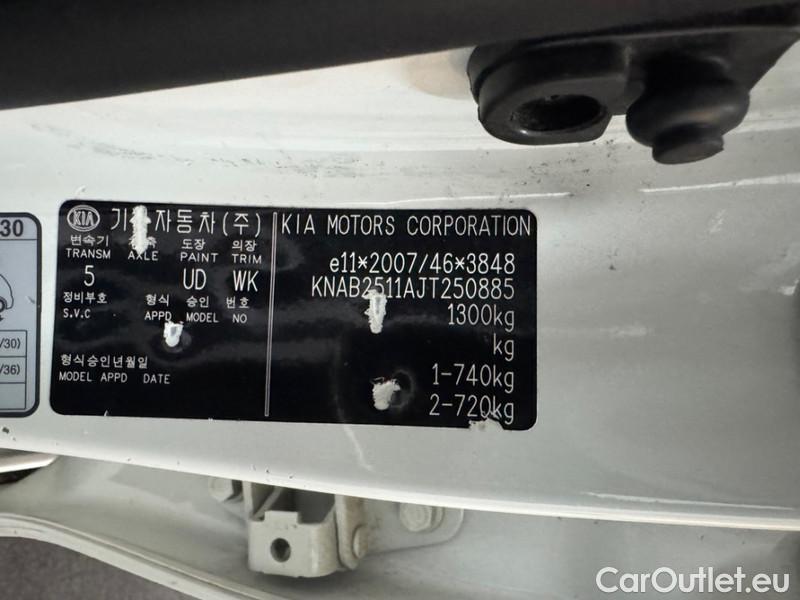 30
KIA 기아자동차(주)
KIA MOTORS CORPORATION
변속기 도장 의장
TRANSM AXLE PAINT TRIM
5 UD WK
정비부호 형식 승인 번호
S.V.C APPD MODEL NO
형식승인년월일
MODEL APPD DATE
e11*2007/46*3848
KNAB2511AJT250885
1300kg
kg
1-740kg
2-720kg
/30)
/36)
CarOutlet.eu